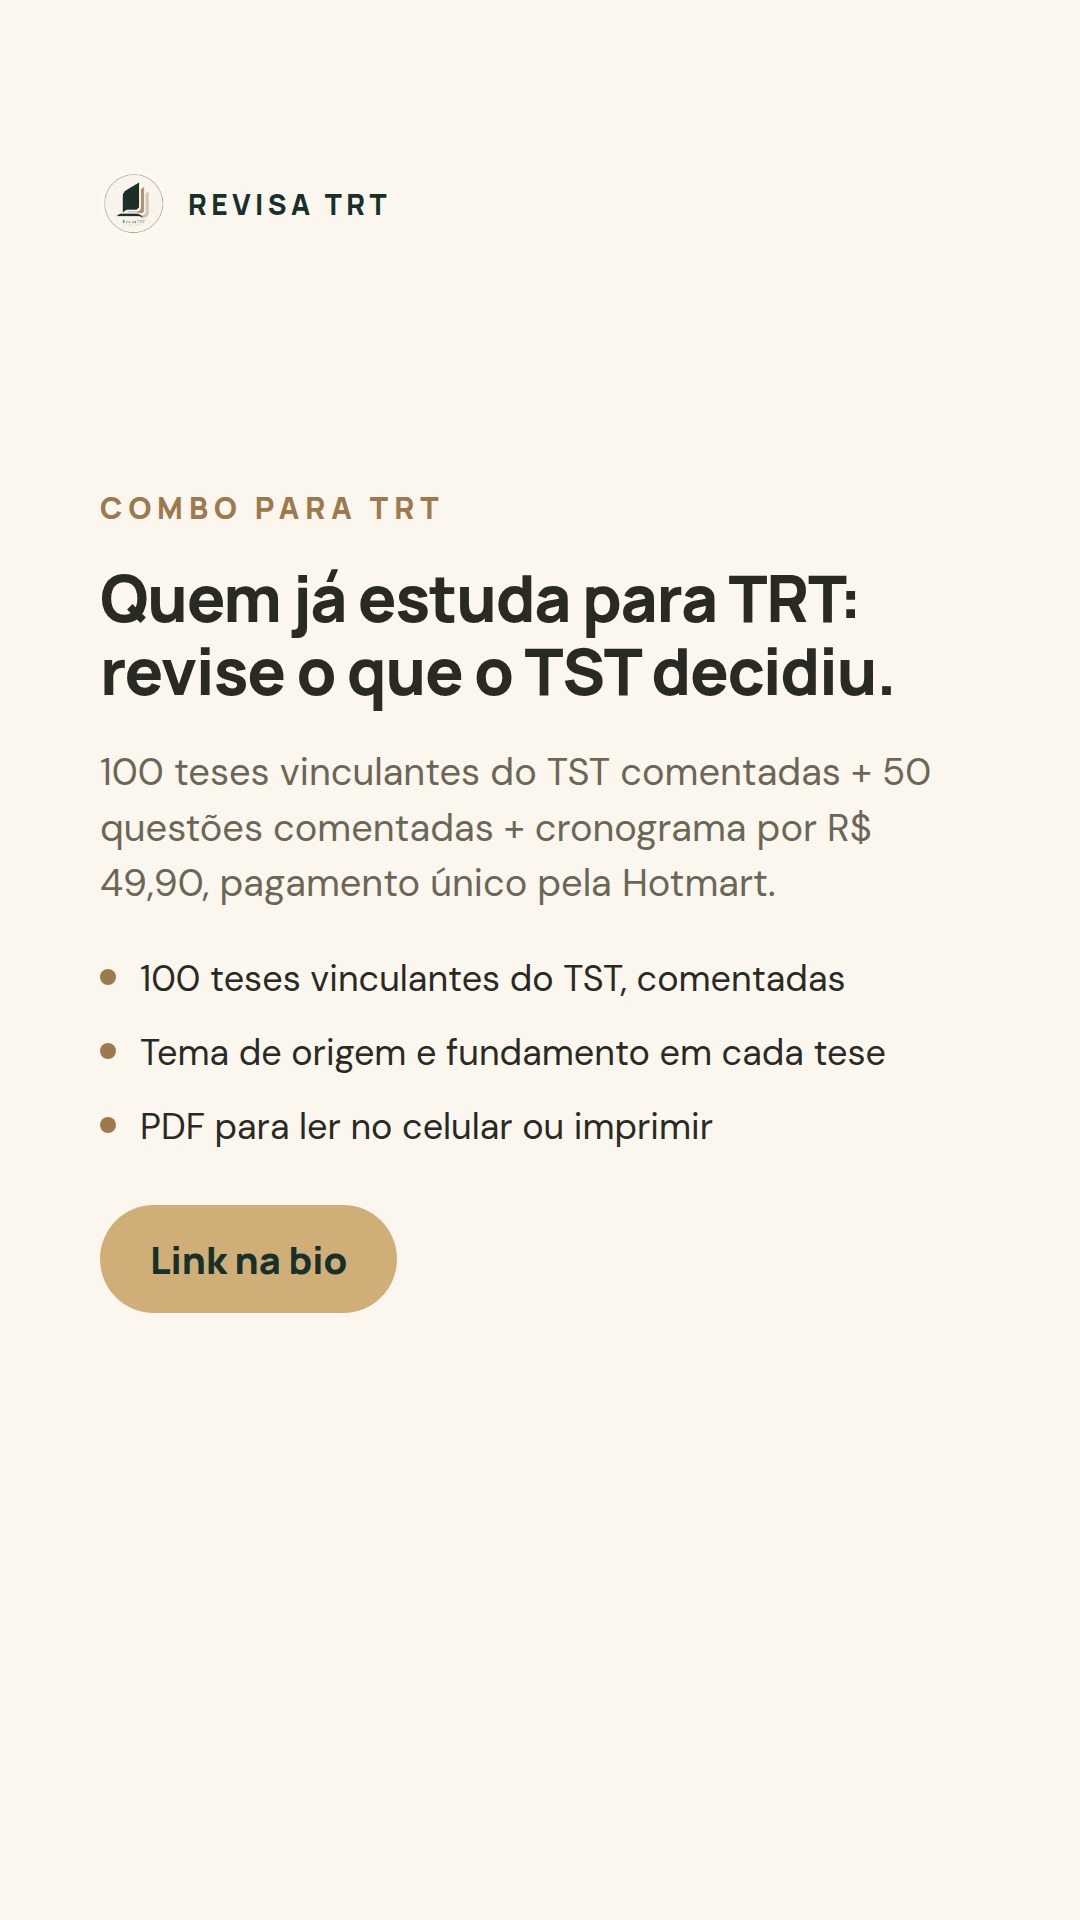 REVISA TRT
COMBO PARA TRT
Quem já estuda para TRT:
revise o que o TST decidiu.
100 teses vinculantes do TST comentadas + 50
questões comentadas + cronograma por R$
49,90, pagamento único pela Hotmart.
100 teses vinculantes do TST, comentadas
Tema de origem e fundamento em cada tese
PDF para ler no celular ou imprimir
Link na bio